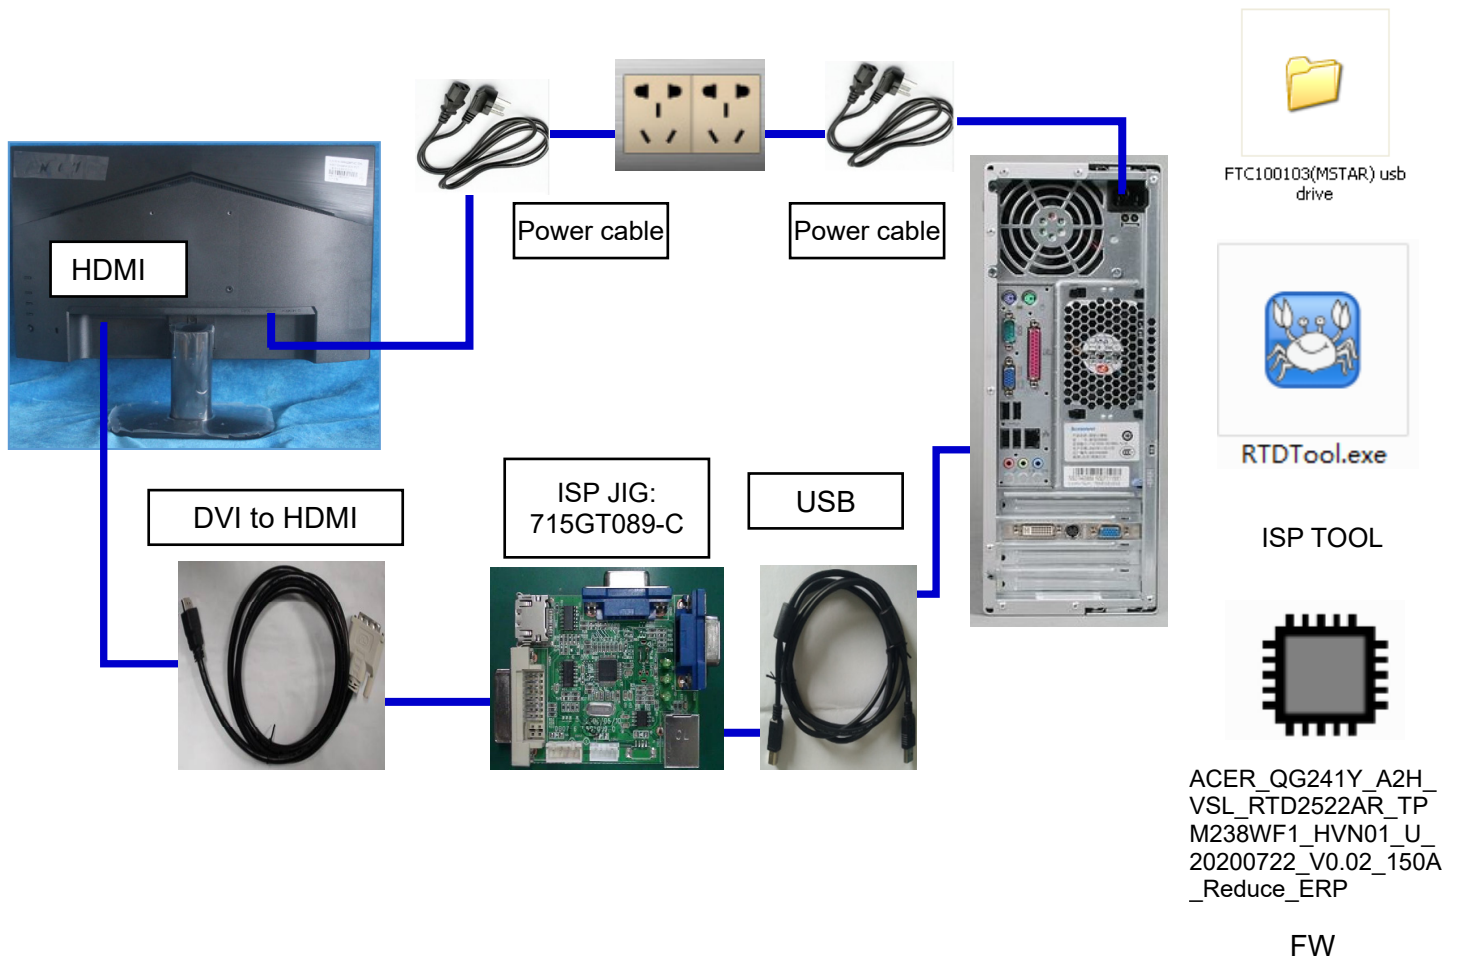 FTC100103(MSTAR) usb
drive
Power cable
Power cable
HDMI
RTDTool.exe
DVI to HDMI
ISP JIG:
715GT089-C
USB
ISP TOOL
ACER_QG241Y_A2H_
VSL_RTD2522AR_TP
M238WF1_HVN01_U_
20200722_V0.02_150A
_Reduce_ERP
FW